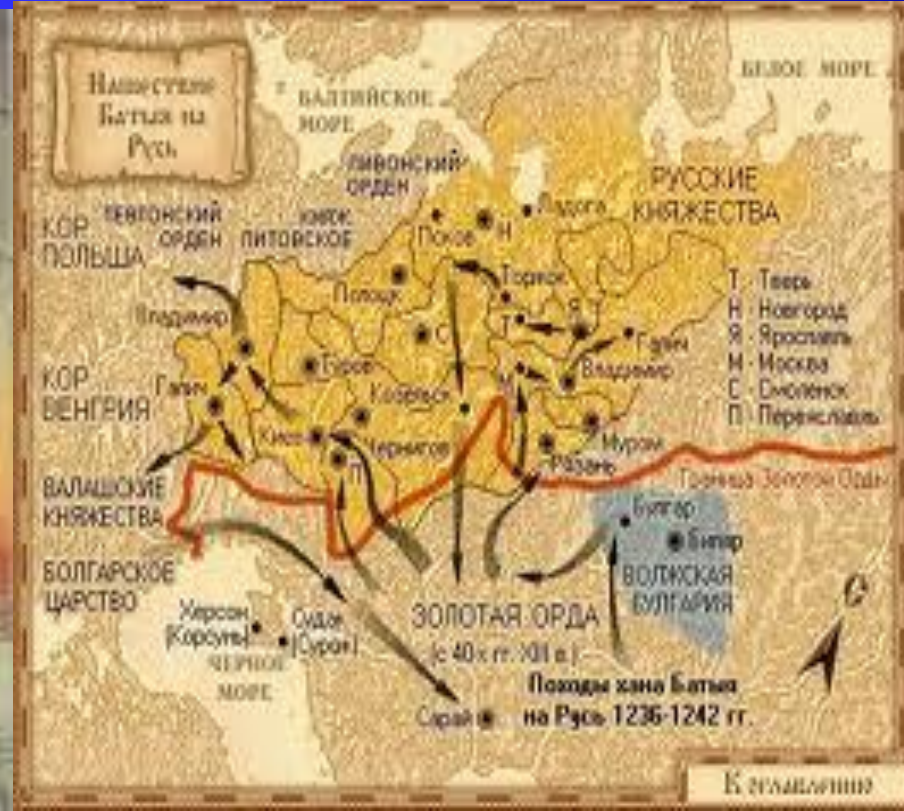 Нашествие
Батыя на
Русь
БАЛТИЙСКОЕ
МОРЕ
БЕЛОЕ МОРЕ
ЛИВОНСКИЙ
ОРДЕН
ТЕВТОНСКИЙ
ОРДЕН
КНЯЖ
ЛИТОВСКОЕ
РУССКИЕ
КНЯЖЕСТВА
КОР
ПОЛЬША
Ладога
Псков
Н
Торжок
Полоцк
Т
Я
Владимир
С
Галич
Туров
М
Владимир
Т - Тверь
Н - Новгород
Я - Ярославль
М - Москва
С - Смоленск
П - Переяславль
КОР
ВЕНГРИЯ
Галич
Козельск
Киев
Чернигов
П
Муром
Рязань
Граница Золотой Орды
ВАЛАШСКИЕ
КНЯЖЕСТВА
Булгар
Биляр
ВОЛЖСКАЯ
БУЛГАРИЯ
БОЛГАРСКОЕ
ЦАРСТВО
Херсон
(Корсунь)
Судак
(Сурож)
ЧЕРНОЕ
МОРЕ
ЗОЛОТАЯ ОРДА
(с 40х гг. XIII в.)
С
Походы хана Батыя
на Русь 1236-1242 гг.
Сарай
К оглавлению